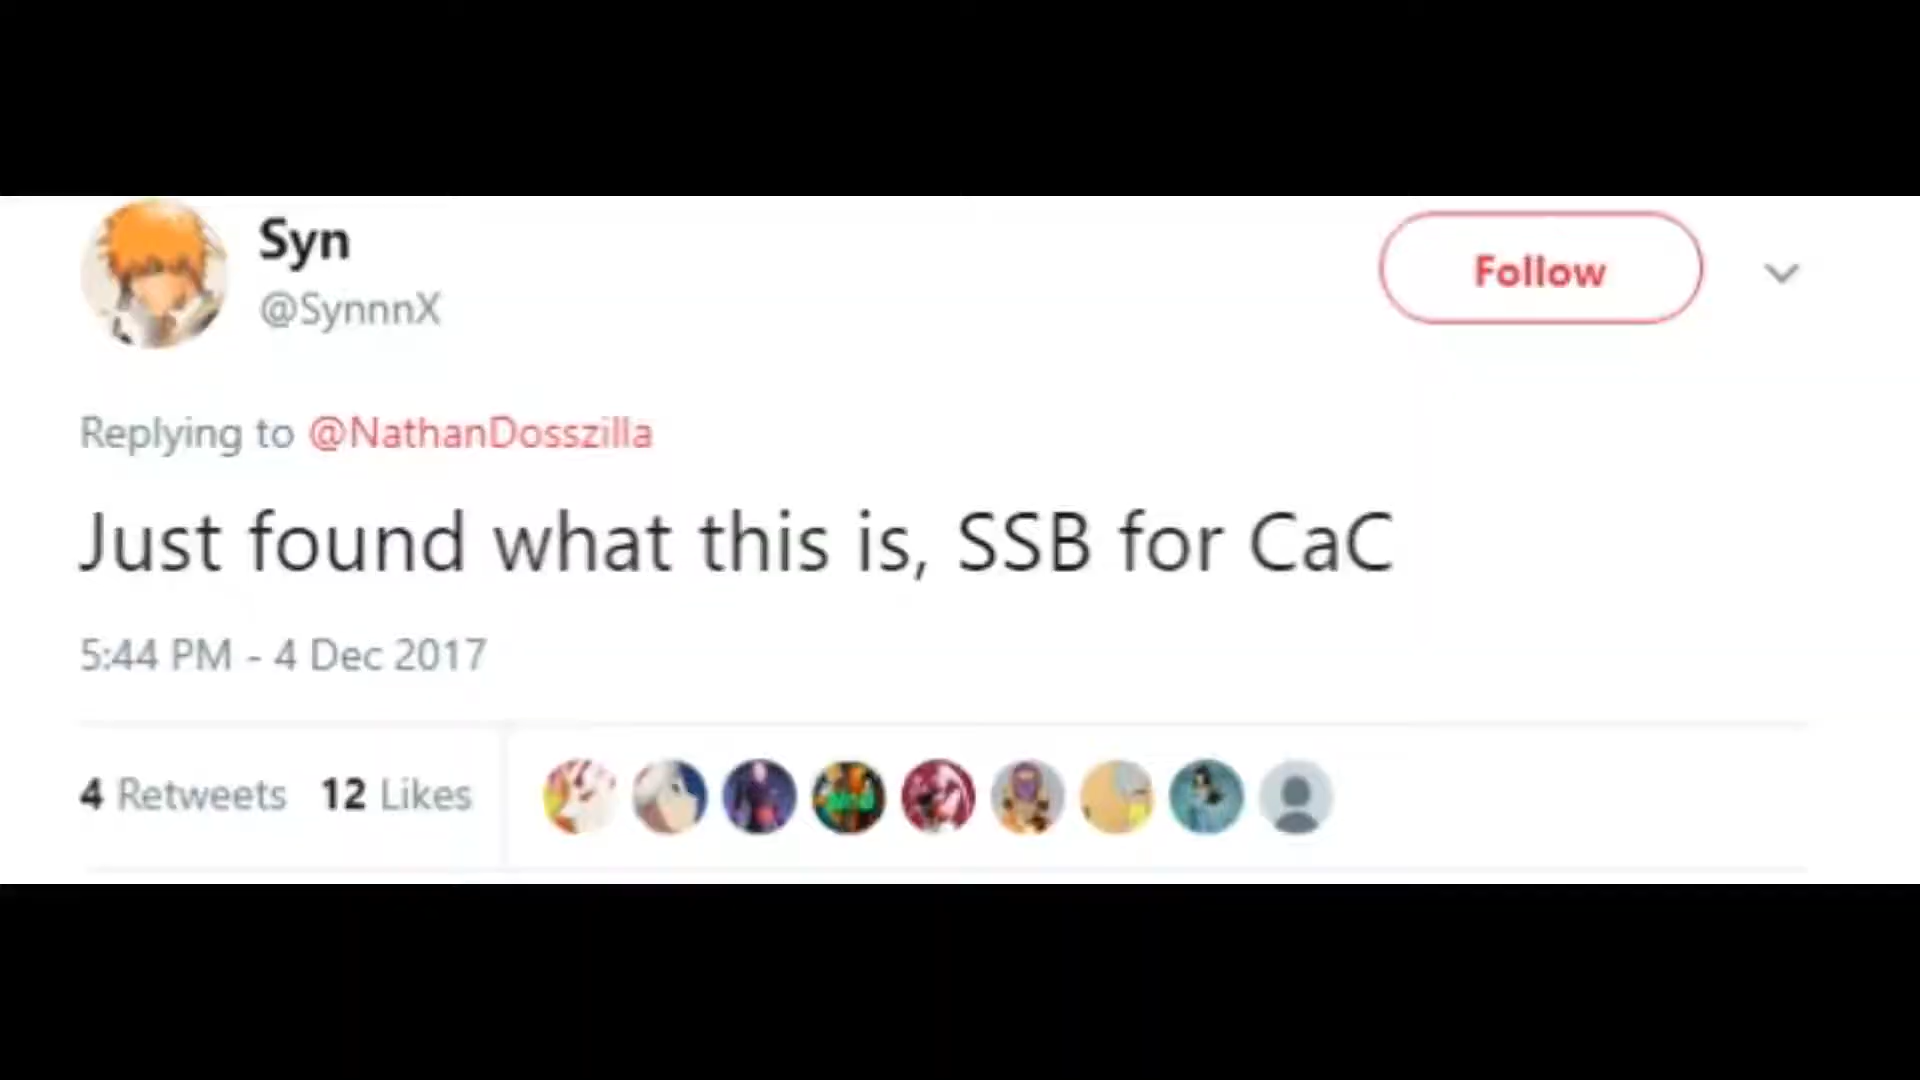 Syn
@SynnnX
Follow
Replying to @NathanDosszilla
Just found what this is, SSB for CaC
5:44 PM - 4 Dec 2017
4 Retweets 12 Likes